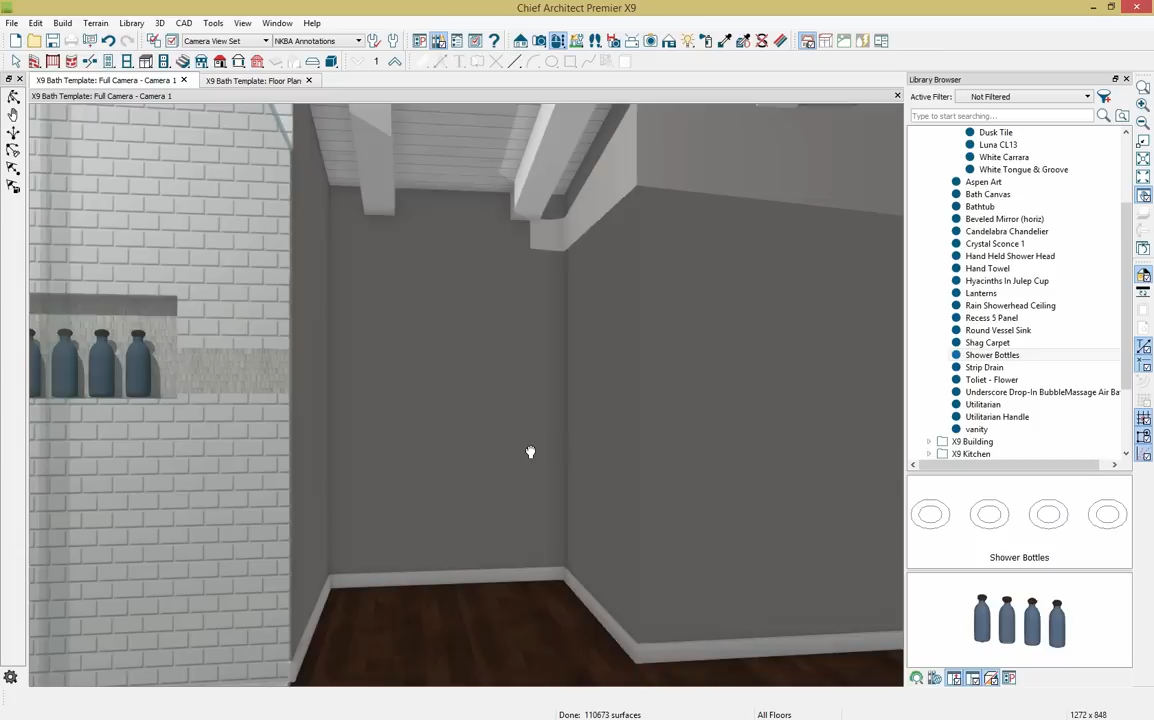 Chief Architect Premier X9
File Edit Build Terrain Library 3D CAD Tools View Window Help
Camera View Set NKBA Annotations
1
X9 Bath Template: Full Camera - Camera 1 X9 Bath Template: Floor Plan
X9 Bath Template: Full Camera - Camera 1
Library Browser
Active Filter: Not Filtered
Type to start searching...
Dusk Tile
Luna CL13
White Carrara
White Tongue & Groove
Aspen Art
Bath Canvas
Bathtub
Beveled Mirror (horiz)
Candelabra Chandelier
Crystal Sconce 1
Hand Held Shower Head
Hand Towel
Hyacinths In Julep Cup
Lanterns
Rain Showerhead Ceiling
Recess 5 Panel
Round Vessel Sink
Shag Carpet
Shower Bottles
Strip Drain
Toliet - Flower
Underscore Drop-In BubbleMassage Air Ba
Utilitarian
Utilitarian Handle
vanity
X9 Building
X9 Kitchen
Shower Bottles
Done: 110673 surfaces All Floors 1272 x 848